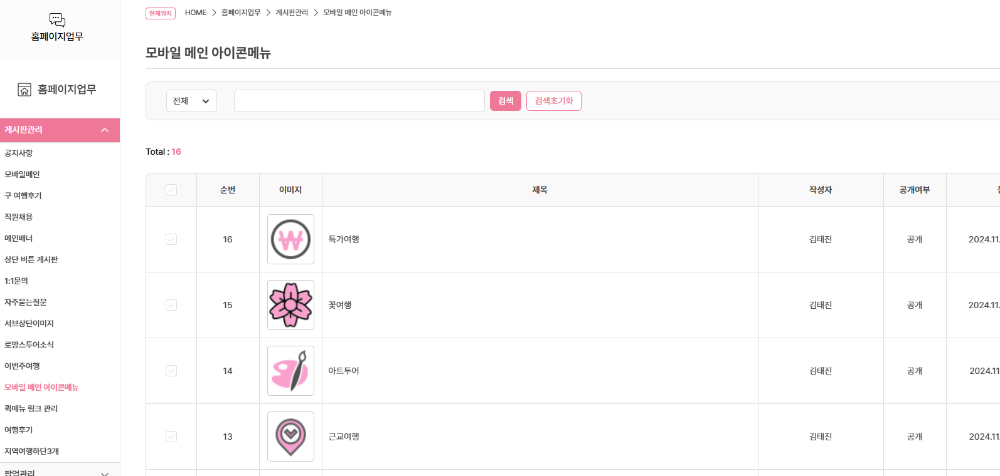 홈페이지업무
현재위치 HOME > 홈페이지업무 > 게시판관리 > 모바일 메인 아이콘메뉴
모바일 메인 아이콘메뉴
홈페이지업무
전체 검색 검색초기화
게시판관리
공지사항
모바일메인
구 여행후기
직원채용
메인배너
상단 버튼 게시판
1:1문의
자주묻는질문
서브상단이미지
로망스투어소식
이번주여행
모바일 메인 아이콘메뉴
퀵메뉴 링크 관리
여행후기
지역여행하단3개
팝업관리
Total : 16
순번 이미지 제목 작성자 공개여부
16 ₩ 특가여행 김태진 공개 2024.11.
15 꽃여행 김태진 공개 2024.11.
14 아트투어 김태진 공개 2024.11
13 근교여행 김태진 공개 2024.11.